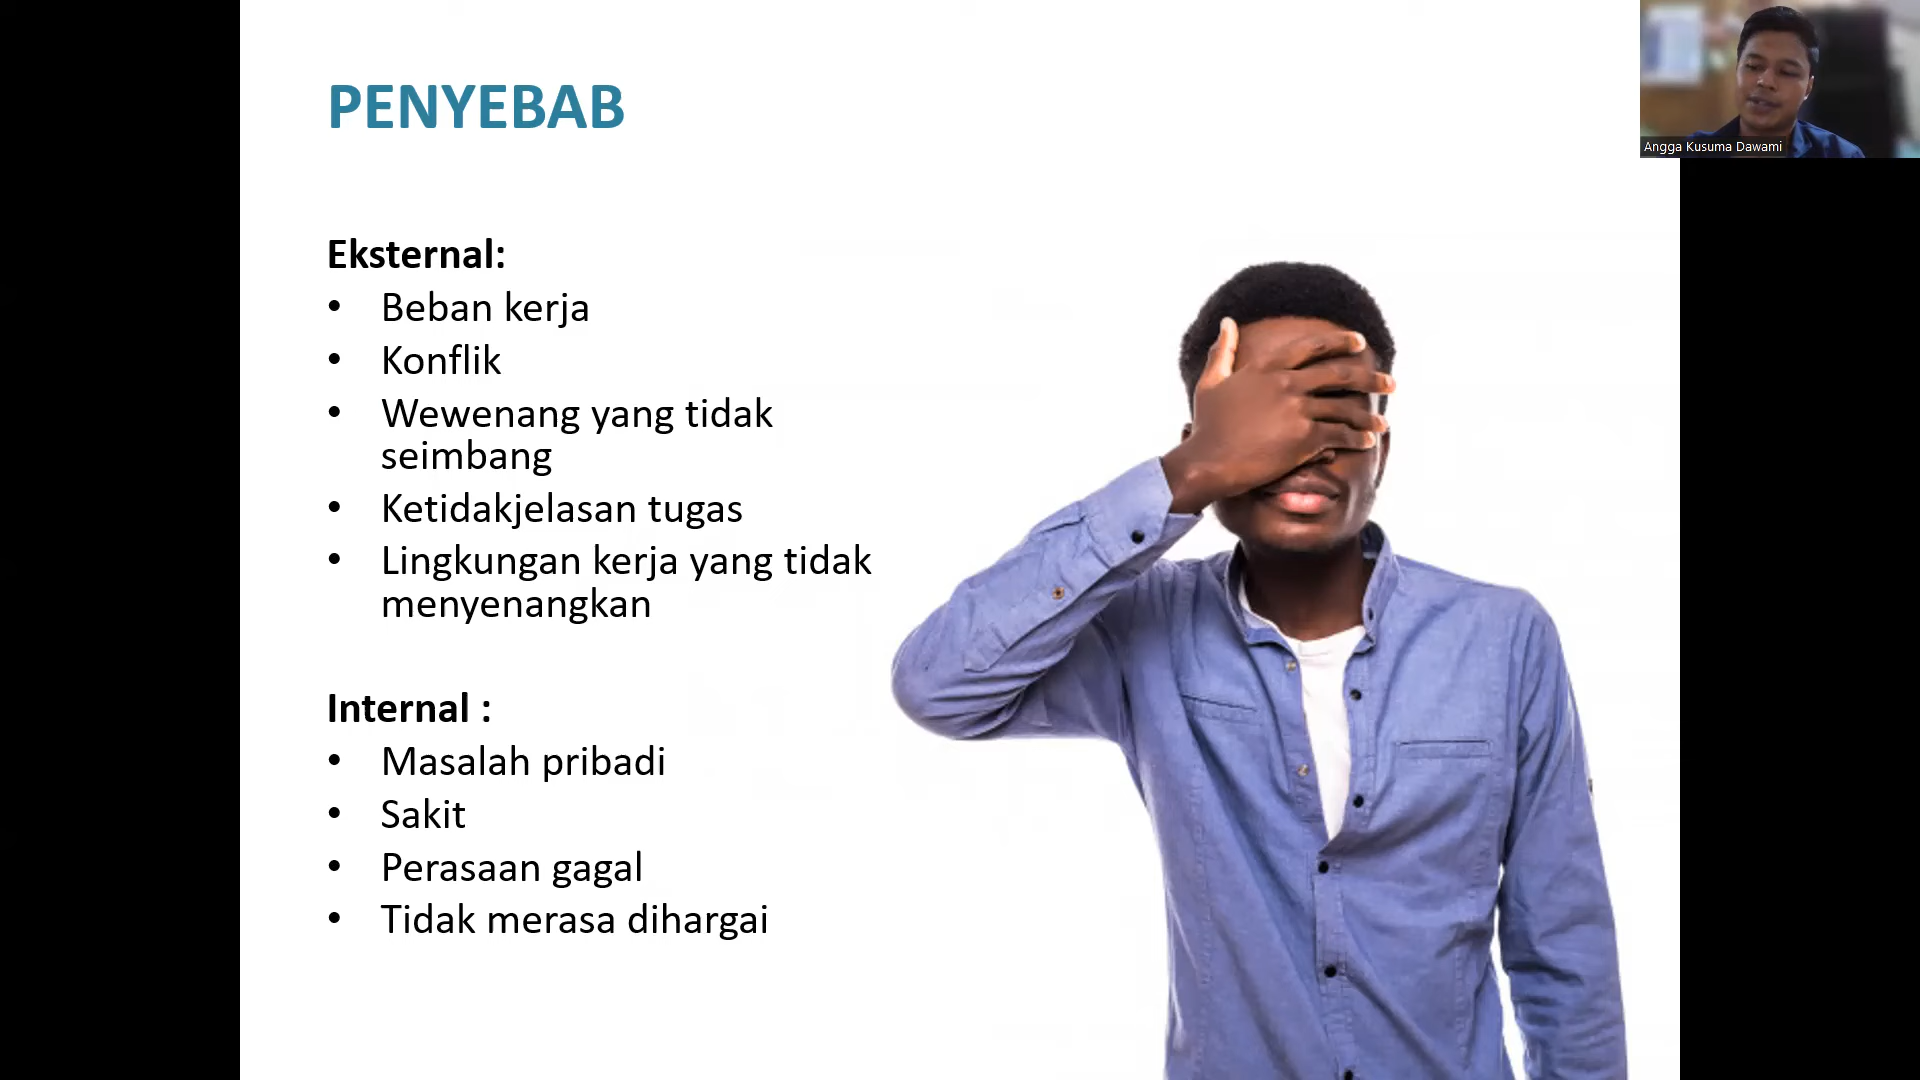 PENYEBAB
Angga Kusuma Dawami
Eksternal:
• Beban kerja
• Konflik
• Wewenang yang tidak
seimbang
• Ketidakjelasan tugas
• Lingkungan kerja yang tidak
menyenangkan
Internal :
• Masalah pribadi
• Sakit
• Perasaan gagal
• Tidak merasa dihargai